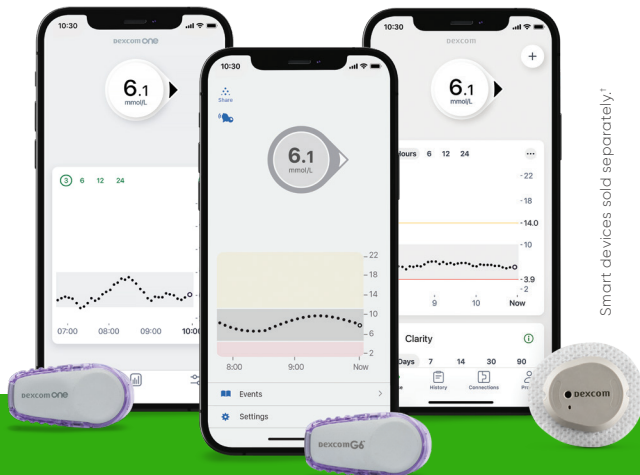 10:30
DEXCOM ONE
6.1
mmol/L
3 6 12 24
07:00 08:00 09:00
DEXCOM ONE
10:30
Share
6.1
mmol/L
22
18
14
10
6
2
8:00 9:00 Now
Events
Settings
DEXCOM G6
10:30
DEXCOM
+
6.1
mmol/L
6 12 24
22
18
14.0
10
3.9
2
9 10 Now
Clarity
Days 7 14 30 90
History Connections
DEXCOM
Smart devices sold separately.†